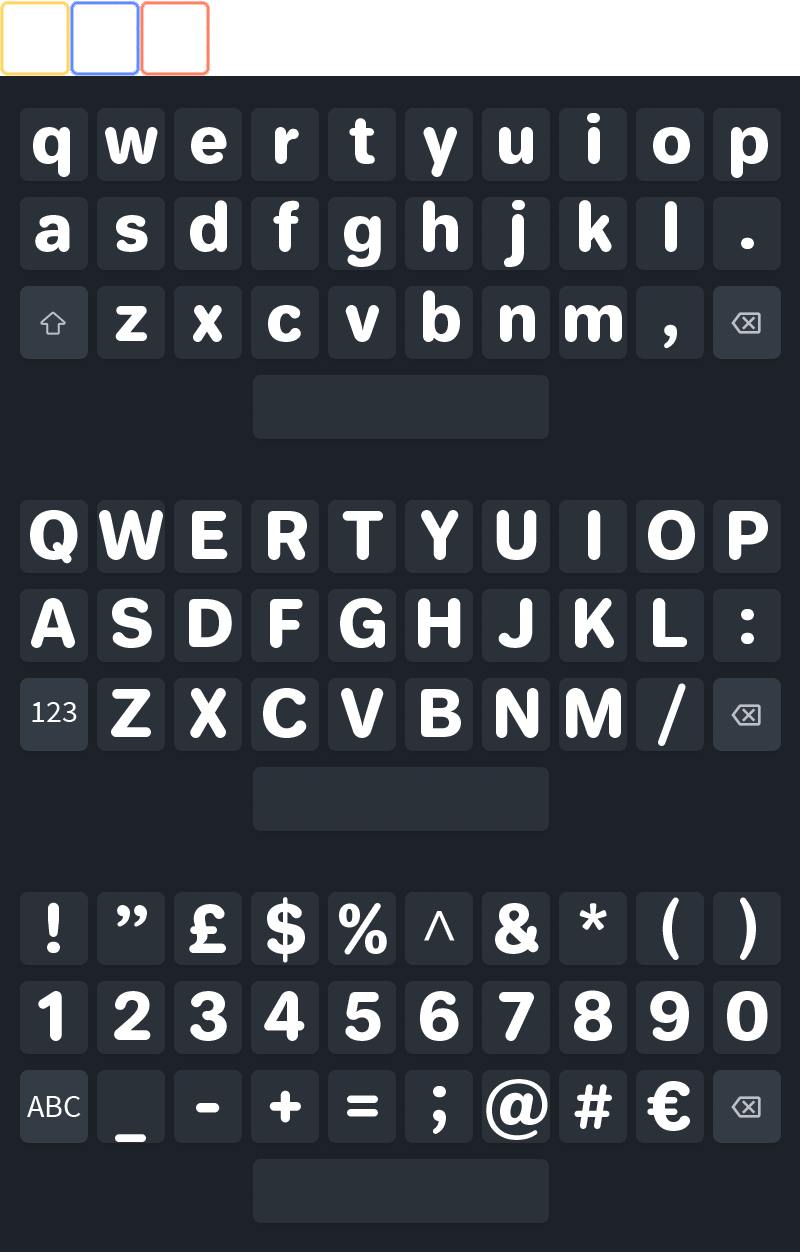 q w e r t y u i o p
a s d f g h j k l .
z x c v b n m ,
Q W E R T Y U I O P
A S D F G H J K L :
123 Z X C V B N M /
! ” £ $ % ^ & * ( )
1 2 3 4 5 6 7 8 9 0
ABC _ - + = ; @ # €